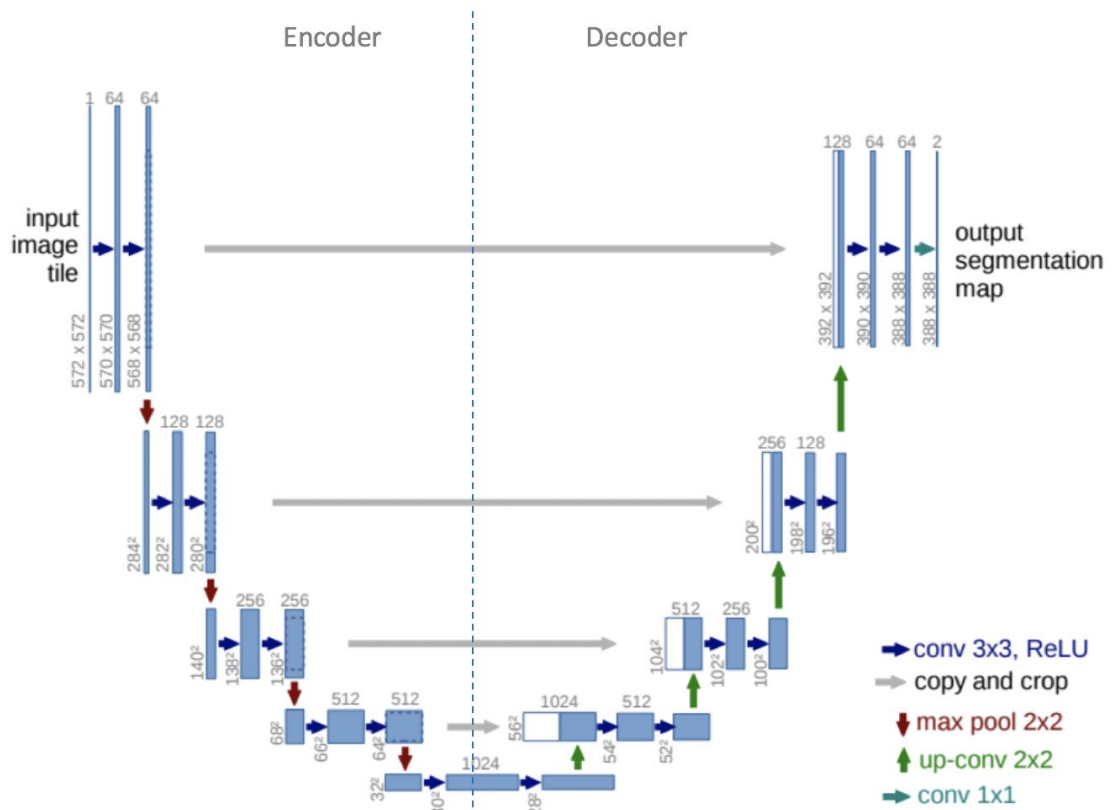 Encoder
Decoder
1 64 64
128 64 64 2
input
image
tile
output
segmentation
map
572 x 572
570 x 570
568 x 568
392 x 392
390 x 390
388 x 388
388 x 388
128 128
256 128
284²
282²
280²
200²
198²
196²
256 256
512 256
140²
138²
136²
104²
102²
100²
conv 3x3, ReLU
copy and crop
max pool 2x2
up-conv 2x2
conv 1x1
512 512
1024 512
68²
66²
64²
56²
54²
52²
1024
32²